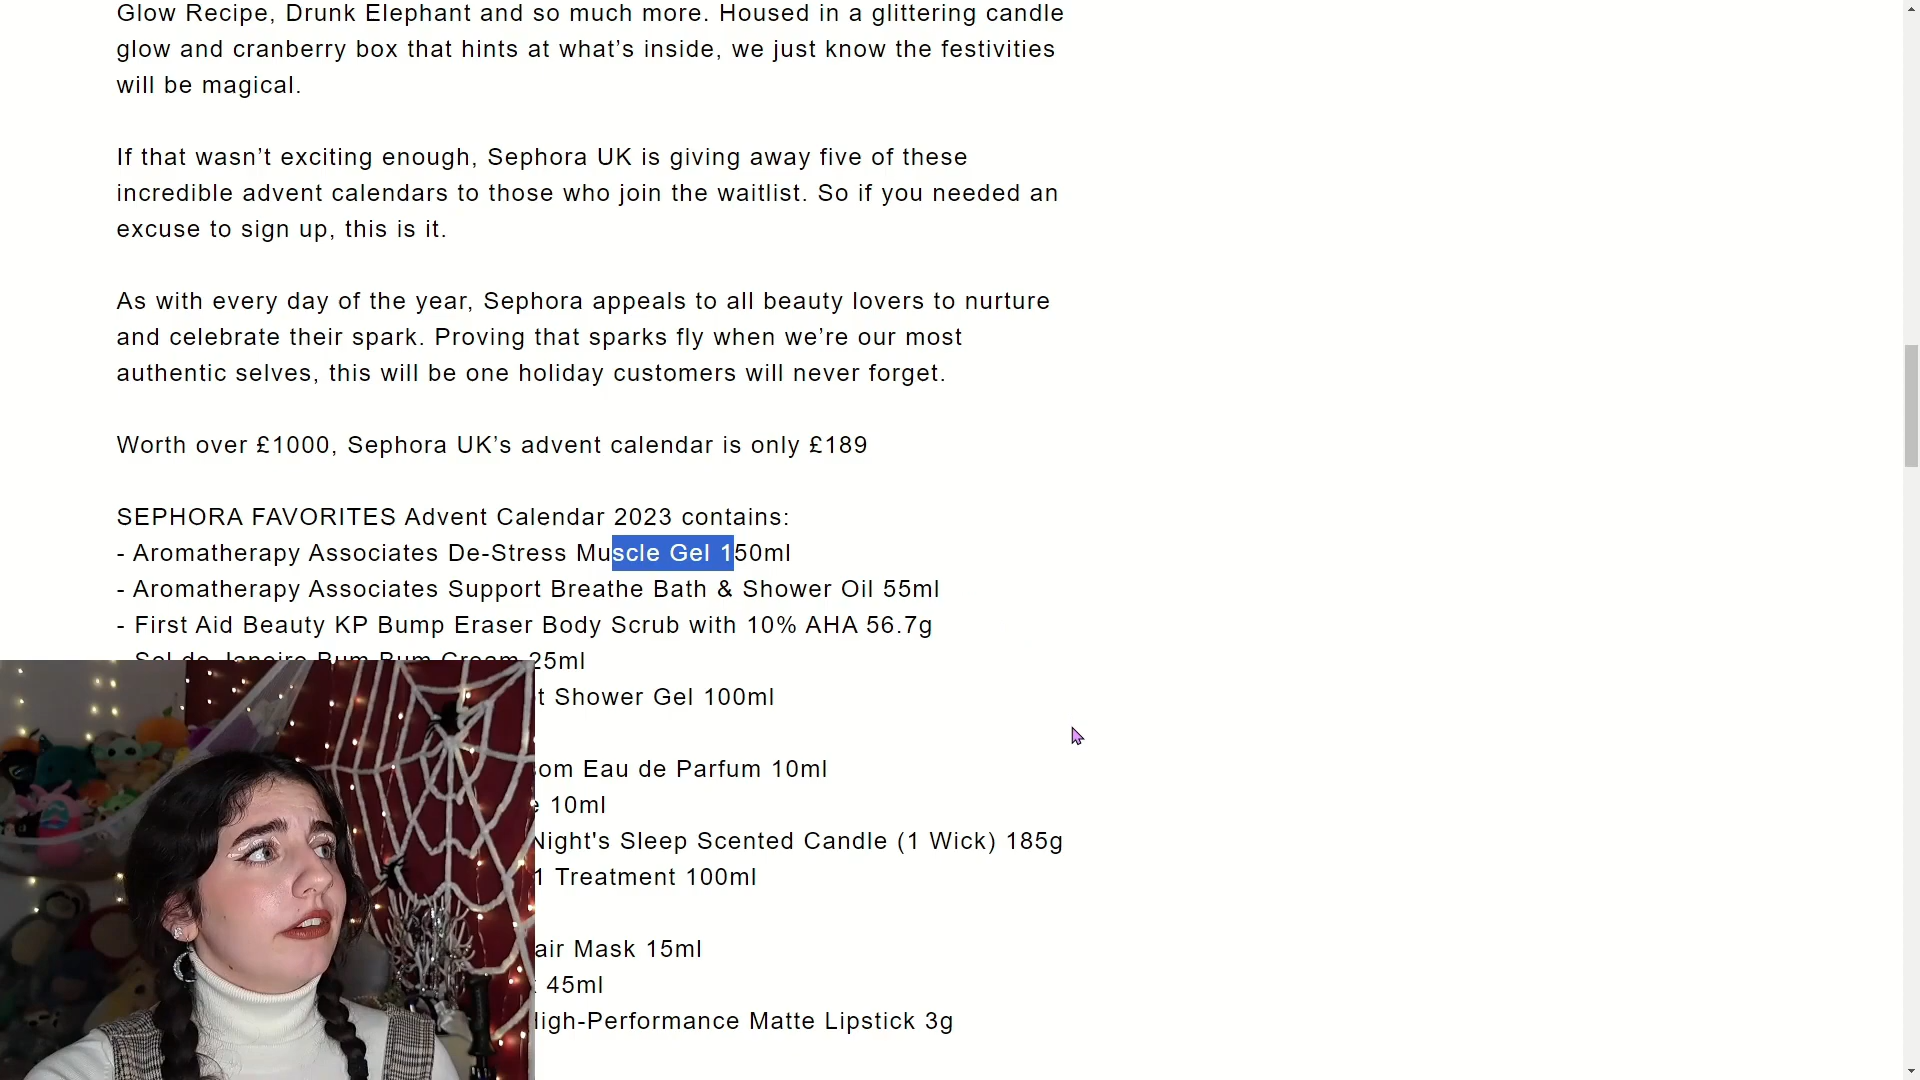 Glow Recipe, Drunk Elephant and so much more. Housed in a glittering candle
glow and cranberry box that hints at what’s inside, we just know the festivities
will be magical.
If that wasn’t exciting enough, Sephora UK is giving away five of these
incredible advent calendars to those who join the waitlist. So if you needed an
excuse to sign up, this is it.
As with every day of the year, Sephora appeals to all beauty lovers to nurture
and celebrate their spark. Proving that sparks fly when we’re our most
authentic selves, this will be one holiday customers will never forget.
Worth over £1000, Sephora UK’s advent calendar is only £189
SEPHORA FAVORITES Advent Calendar 2023 contains:
- Aromatherapy Associates De-Stress Muscle Gel 150ml
- Aromatherapy Associates Support Breathe Bath & Shower Oil 55ml
- First Aid Beauty KP Bump Eraser Body Scrub with 10% AHA 56.7g
Sol de Janeiro Bum Bum Cream 25ml
Shower Gel 100ml
Eau de Parfum 10ml
10ml
Night's Sleep Scented Candle (1 Wick) 185g
1 Treatment 100ml
Mask 15ml
45ml
High-Performance Matte Lipstick 3g